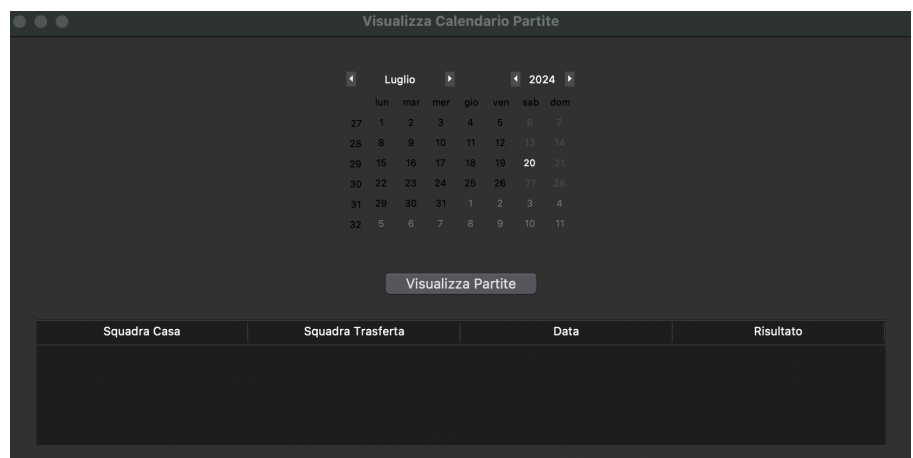 Visualizza Calendario Partite
Luglio 2024
lun mar mer gio ven sab dom
27 1 2 3 4 5 6 7
28 8 9 10 11 12 13 14
29 15 16 17 18 19 20 21
30 22 23 24 25 26 27 28
31 29 30 31 1 2 3 4
32 5 6 7 8 9 10 11
Visualizza Partite
Squadra Casa Squadra Trasferta Data Risultato